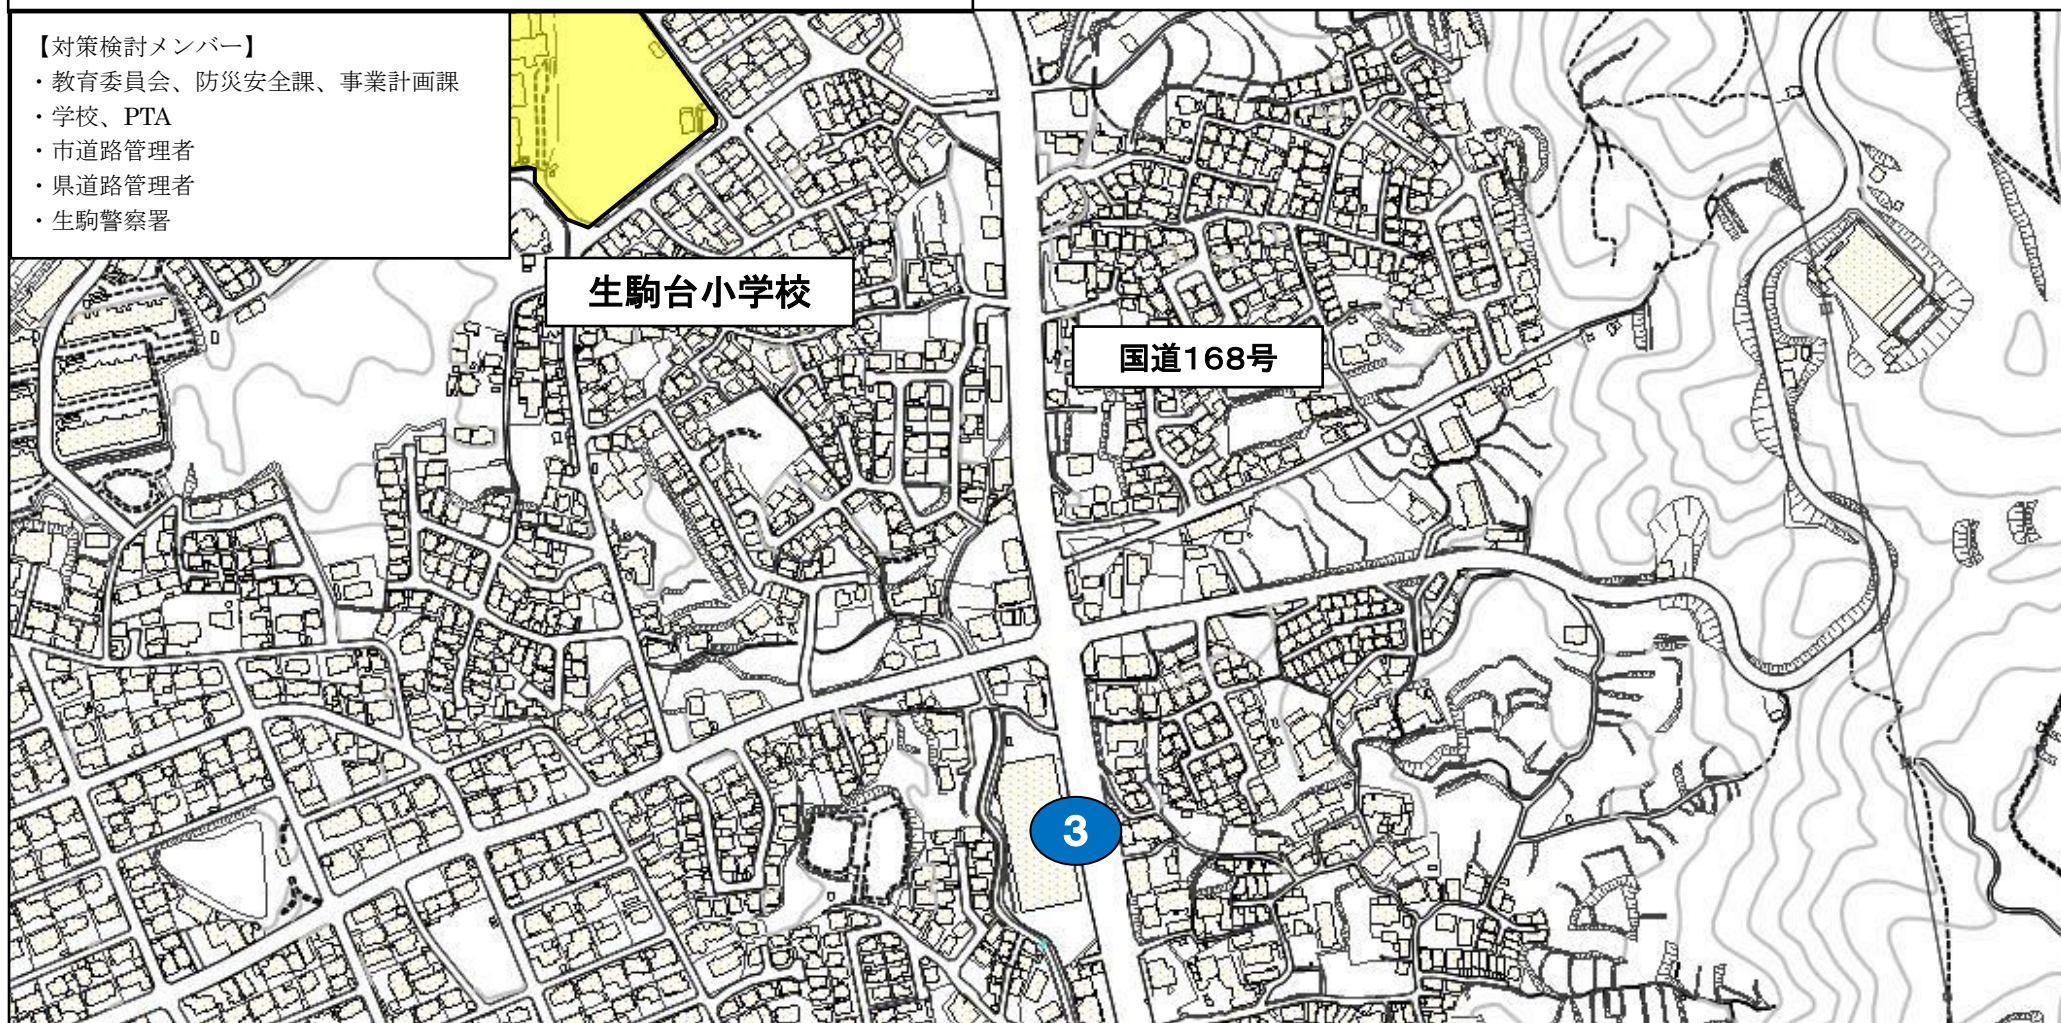 【対策検討メンバー】
・教育委員会、防災安全課、事業計画課
・学校、PTA
・市道路管理者
・県道路管理者
・生駒警察署
生駒台小学校
国道168号
3